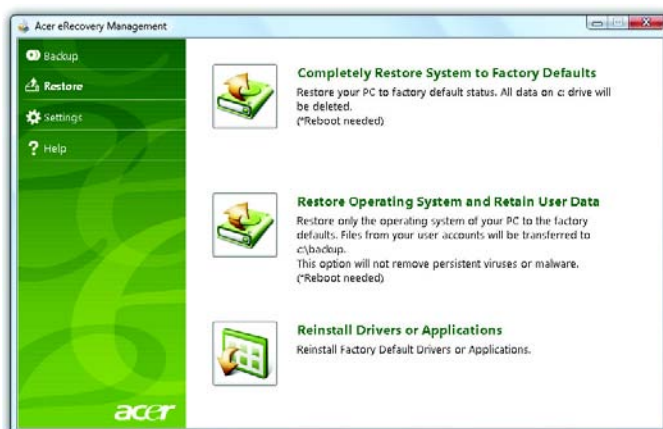 Acer eRecovery Management
Backup
Restore
Settings
Help
Completely Restore System to Factory Defaults
Restore your PC to factory default status. All data on c: drive will
be deleted.
(*Reboot needed)
Restore Operating System and Retain User Data
Restore only the operating system of your PC to the factory
defaults. Files from your user accounts will be transferred to
c:\backup.
This option will not remove persistent viruses or malware.
(*Reboot needed)
Reinstall Drivers or Applications
Reinstall Factory Default Drivers or Applications.
acer